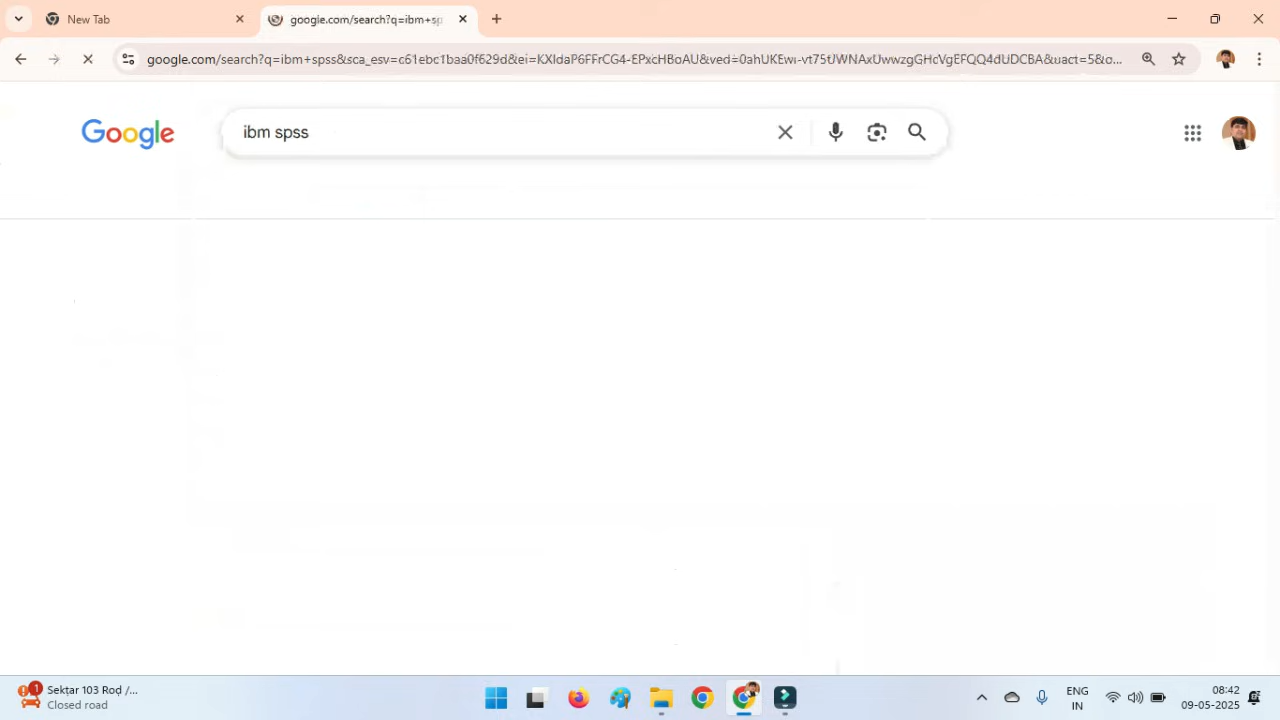 New Tab
google.com/search?q=ibm+sp
google.com/search?q=ibm+spss&sca_esv=c61ebc1baa0f629d&ei=KXIdaP6FFrCG4-EPxcHBoAU&ved=0ahUKEwi-vt75tJWNAxUwwzgGHcVgEFQQ4dUDCBA&uact=5&o...
Google
ibm spss
1
Sektar 103 Rod /...
Closed road
ENG
IN
08:42
09-05-2025